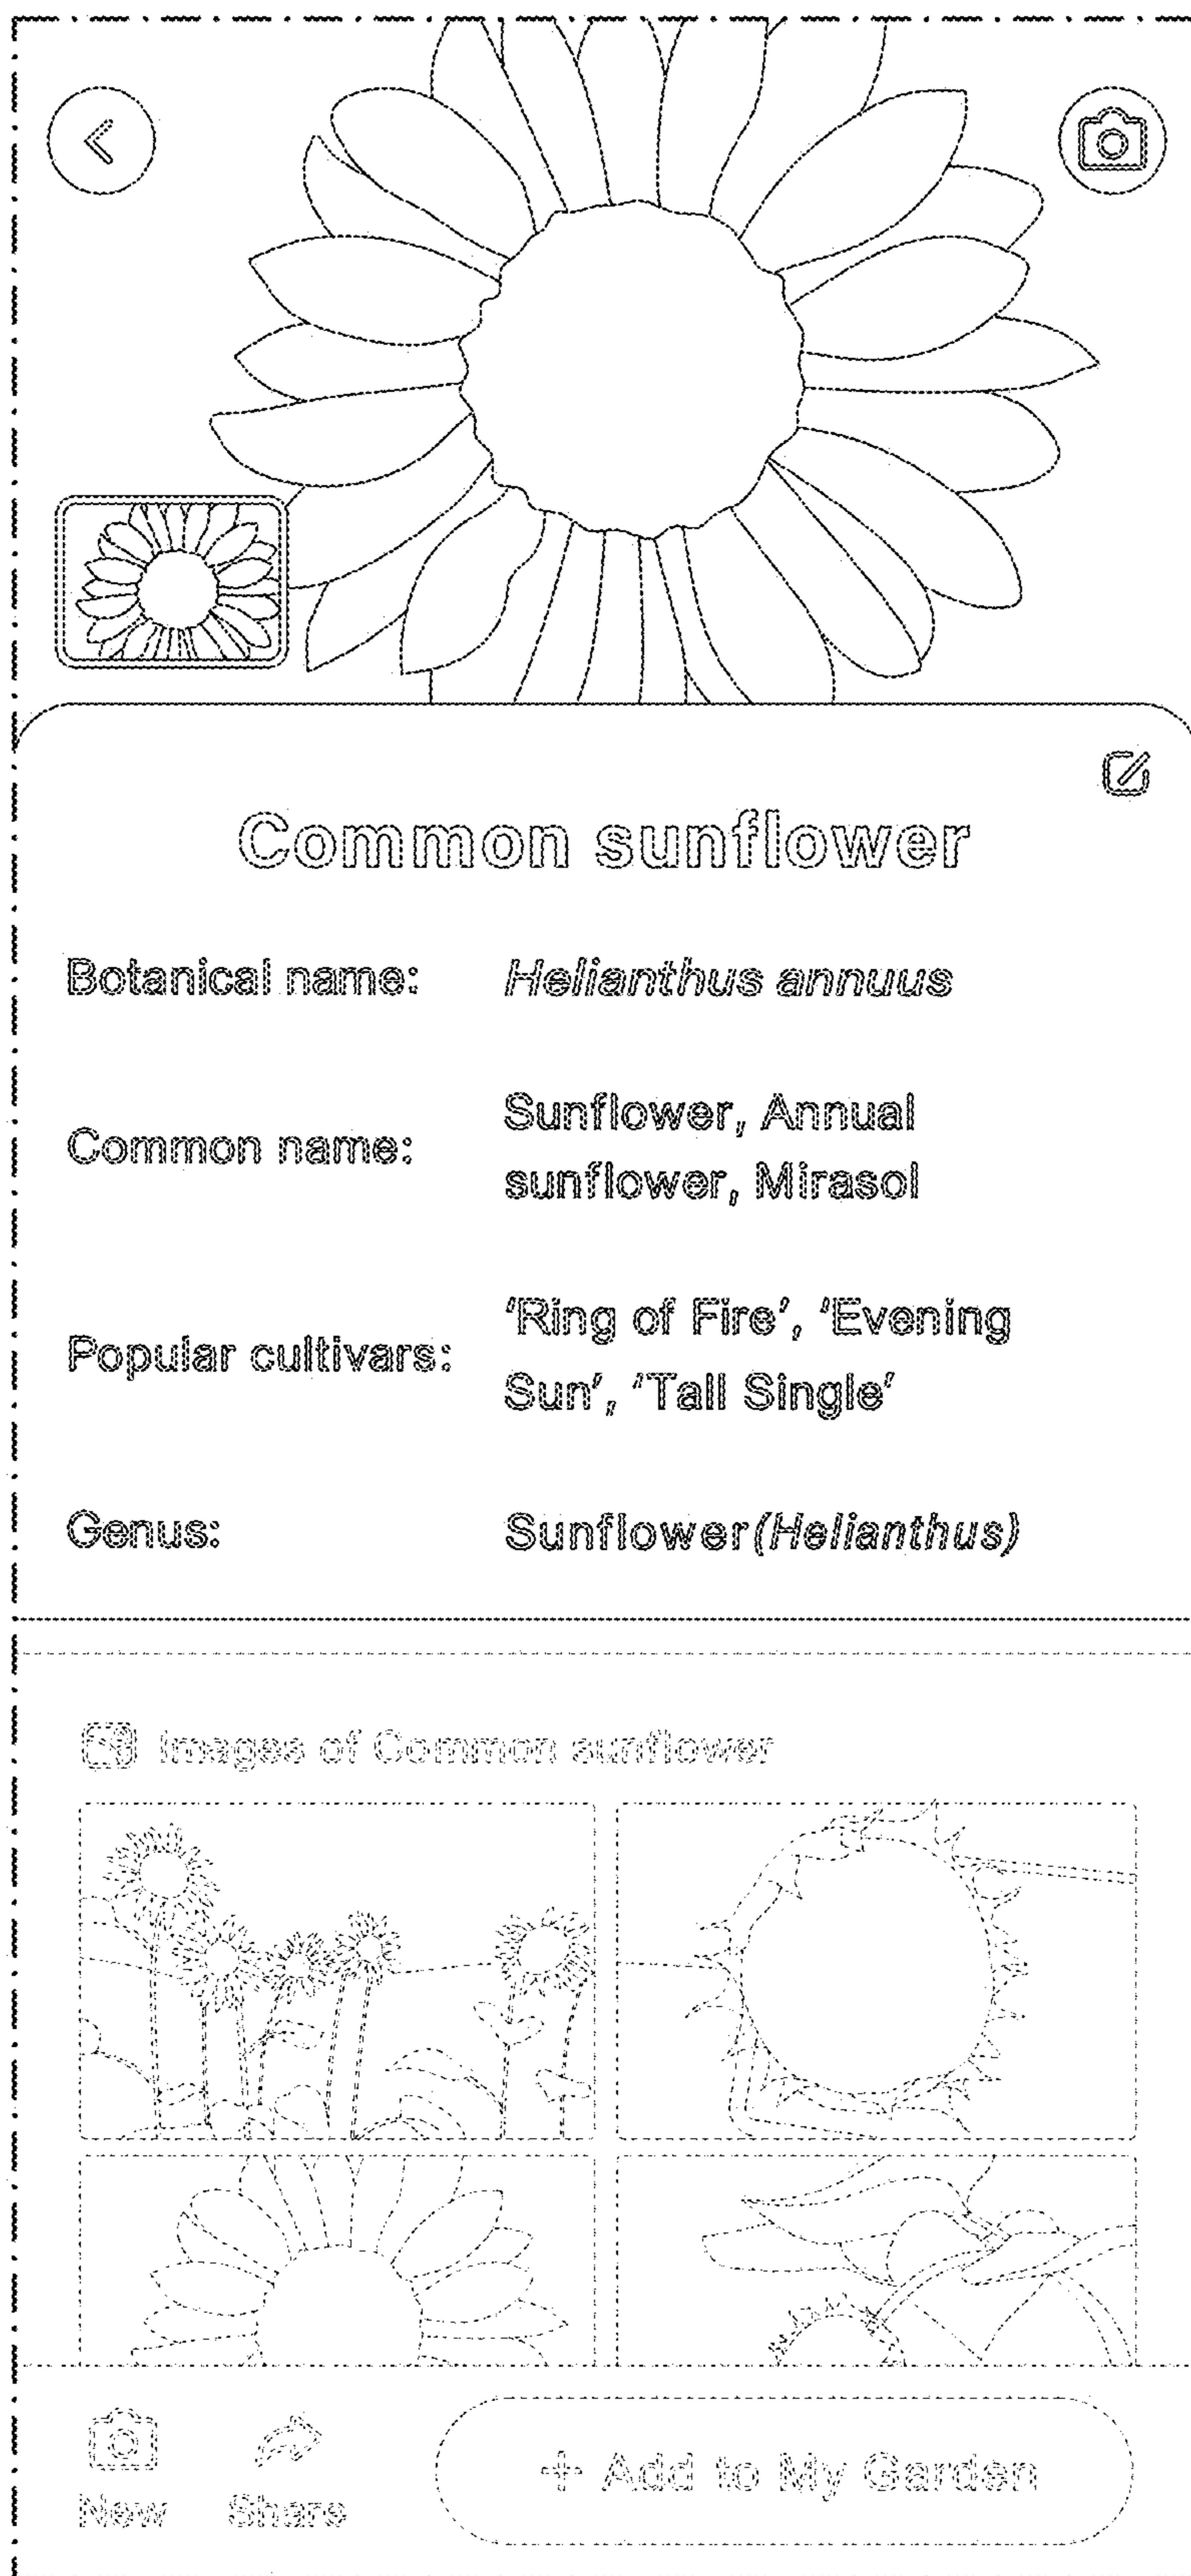 Common sunflower
Botanical name: Helianthus annuus
Common name: Sunflower, Annual
sunflower, Mirasol
Popular cultivars: ‘Ring of Fire’, ‘Evening
Sun’, ‘Tall Single’
Genus: Sunflower(Helianthus)
Images of Common sunflower
New Share + Add to My Garden